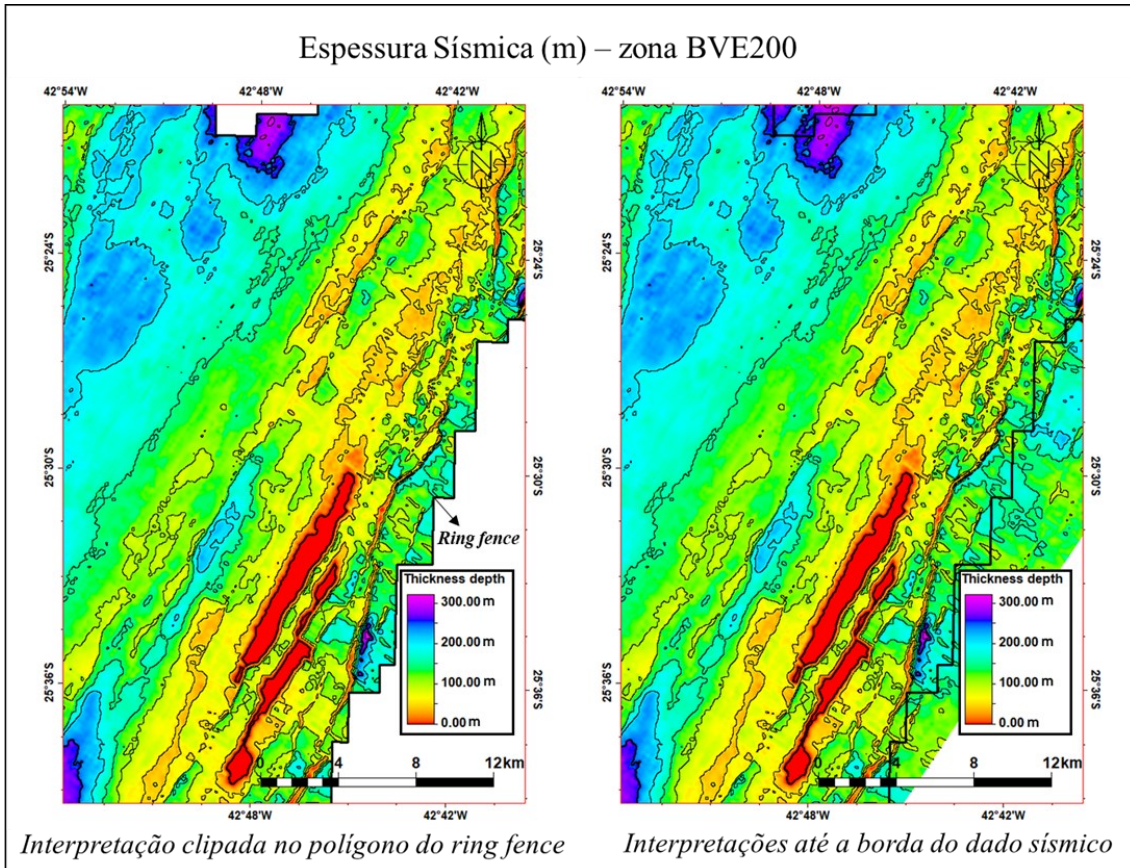 Espessura Sísmica (m) – zona BVE200
42°54'W
42°48'W
42°42'W
42°54'W
42°48'W
42°42'W
N
N
25°24'S
25°24'S
25°24'S
25°24'S
25°30'S
25°30'S
25°30'S
25°30'S
Ring fence
Thickness depth
300.00 m
200.00 m
100.00 m
0.00 m
Thickness depth
300.00 m
200.00 m
100.00 m
0.00 m
25°36'S
25°36'S
25°36'S
25°36'S
0 4 8 12km
0 4 8 12km
42°48'W
42°42'W
42°48'W
42°42'W
Interpretação clipada no polígono do ring fence
Interpretações até a borda do dado sísmico